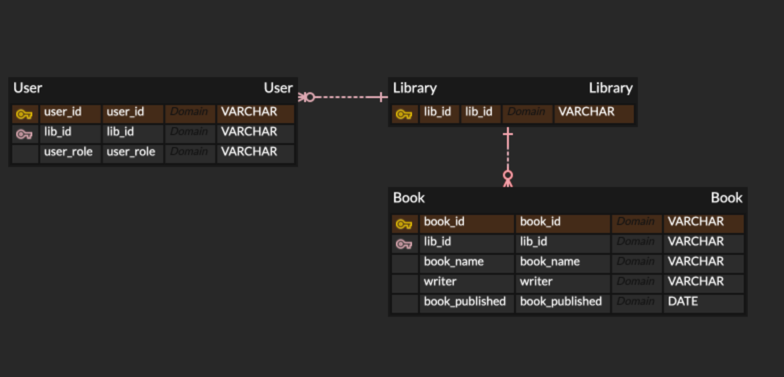 User User
user_id user_id Domain VARCHAR
lib_id lib_id Domain VARCHAR
user_role user_role Domain VARCHAR
Library Library
lib_id lib_id Domain VARCHAR
Book Book
book_id book_id Domain VARCHAR
lib_id lib_id Domain VARCHAR
book_name book_name Domain VARCHAR
writer writer Domain VARCHAR
book_published book_published Domain DATE